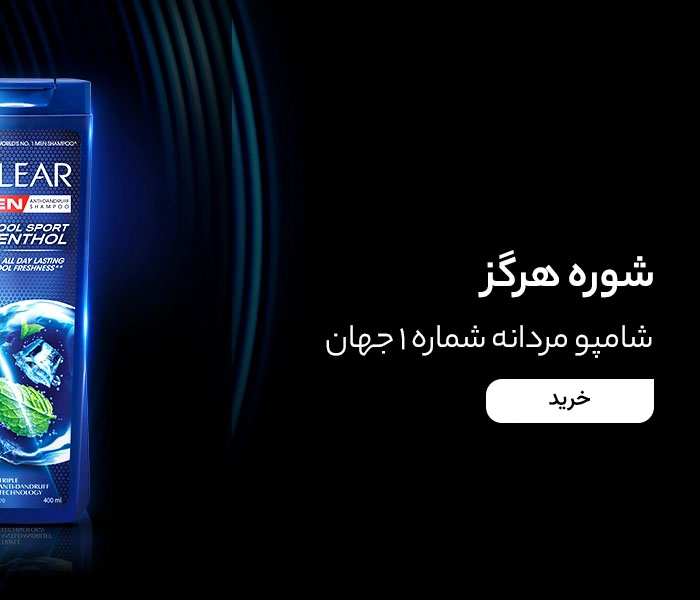 WORLD'S NO. 1 MEN SHAMPOO^
LEAR
EN ANTI-DANDRUFF
SHAMPOO
OOL SPORT
ENTHOL
ALL DAY LASTING
OOL FRESHNESS**
TRIPLE
ANTI-DANDRUFF
TECHNOLOGY
400 ml
شوره هرگز
شامپو مردانه شماره ۱ جهان
خرید